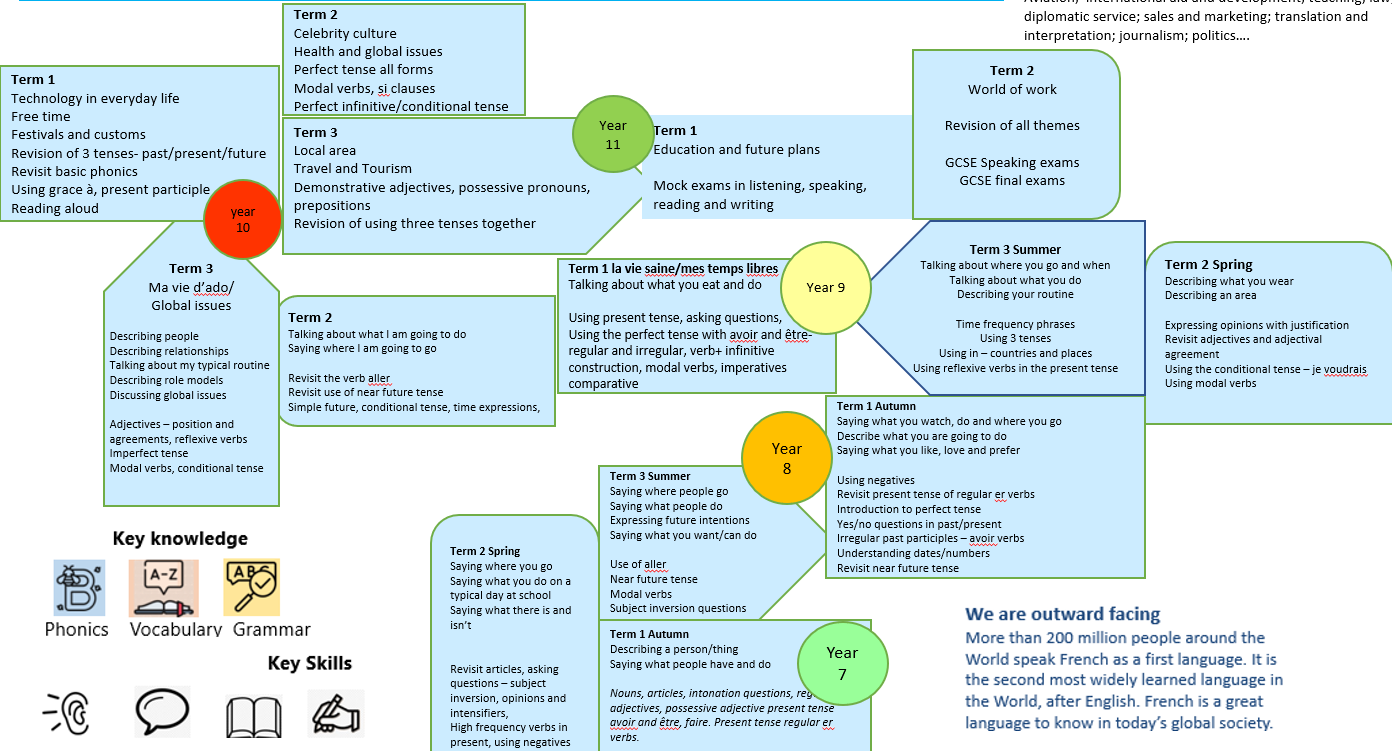 Aviation; international aid and development; teaching; law;
diplomatic service; sales and marketing; translation and
interpretation; journalism; politics....
Term 2
Celebrity culture
Health and global issues
Perfect tense all forms
Modal verbs, si clauses
Perfect infinitive/conditional tense
Term 1
Technology in everyday life
Free time
Festivals and customs
Revision of 3 tenses- past/present/future
Revisit basic phonics
Using grace à, present participle
Reading aloud
year
10
Term 3
Local area
Travel and Tourism
Demonstrative adjectives, possessive pronouns,
prepositions
Revision of using three tenses together
Year
11
Term 1
Education and future plans
Mock exams in listening, speaking,
reading and writing
Term 2
World of work
Revision of all themes
GCSE Speaking exams
GCSE final exams
Term 3
Ma vie d'ado/
Global issues
Describing people
Describing relationships
Talking about my typical routine
Describing role models
Discussing global issues
Adjectives – position and
agreements, reflexive verbs
Imperfect tense
Modal verbs, conditional tense
Term 2
Talking about what I am going to do
Saying where I am going to go
Revisit the verb aller
Revisit use of near future tense
Simple future, conditional tense, time expressions,
Term 1 la vie saine/mes temps libres
Talking about what you eat and do
Using present tense, asking questions,
Using the perfect tense with avoir and être-
regular and irregular, verb+ infinitive
construction, modal verbs, imperatives
comparative
Year 9
Term 3 Summer
Talking about where you go and when
Talking about what you do
Describing your routine
Time frequency phrases
Using 3 tenses
Using in – countries and places
Using reflexive verbs in the present tense
Term 2 Spring
Describing what you wear
Describing an area
Expressing opinions with justification
Revisit adjectives and adjectival
agreement
Using the conditional tense – je voudrais
Using modal verbs
Year
8
Term 1 Autumn
Saying what you watch, do and where you go
Describe what you are going to do
Saying what you like, love and prefer
Using negatives
Revisit present tense of regular er verbs
Introduction to perfect tense
Yes/no questions in past/present
Irregular past participles – avoir verbs
Understanding dates/numbers
Revisit near future tense
Term 3 Summer
Saying where people go
Saying what people do
Expressing future intentions
Saying what you want/can do
Use of aller
Near future tense
Modal verbs
Subject inversion questions
Term 2 Spring
Saying where you go
Saying what you do on a
typical day at school
Saying what there is and
isn't
Revisit articles, asking
questions – subject
inversion, opinions and
intensifiers,
High frequency verbs in
present, using negatives
Term 1 Autumn
Describing a person/thing
Saying what people have and do
Nouns, articles, intonation questions,
adjectives, possessive adjective present tense
avoir and être, faire. Present tense regular er
verbs.
Year
7
Key knowledge
B
A-Z
ABC
Phonics Vocabulary Grammar
Key Skills
We are outward facing
More than 200 million people around the
World speak French as a first language. It is
the second most widely learned language in
the World, after English. French is a great
language to know in today's global society.